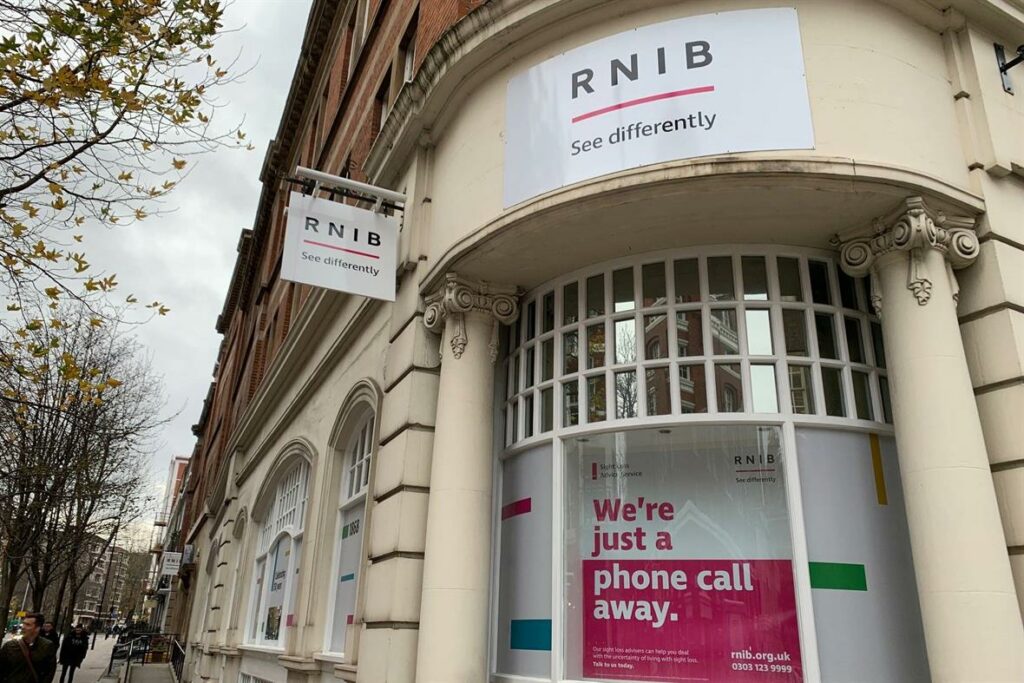 RNIB
See differently
RNIB
See differently
1868
Sight Loss
Advice Service
RNIB
See differently
We're
just a
phone call
away.
Our sight loss advisers can help you deal
with the uncertainty of living with sight loss.
Talk to us today.
rnib.org.uk
0303 123 9999